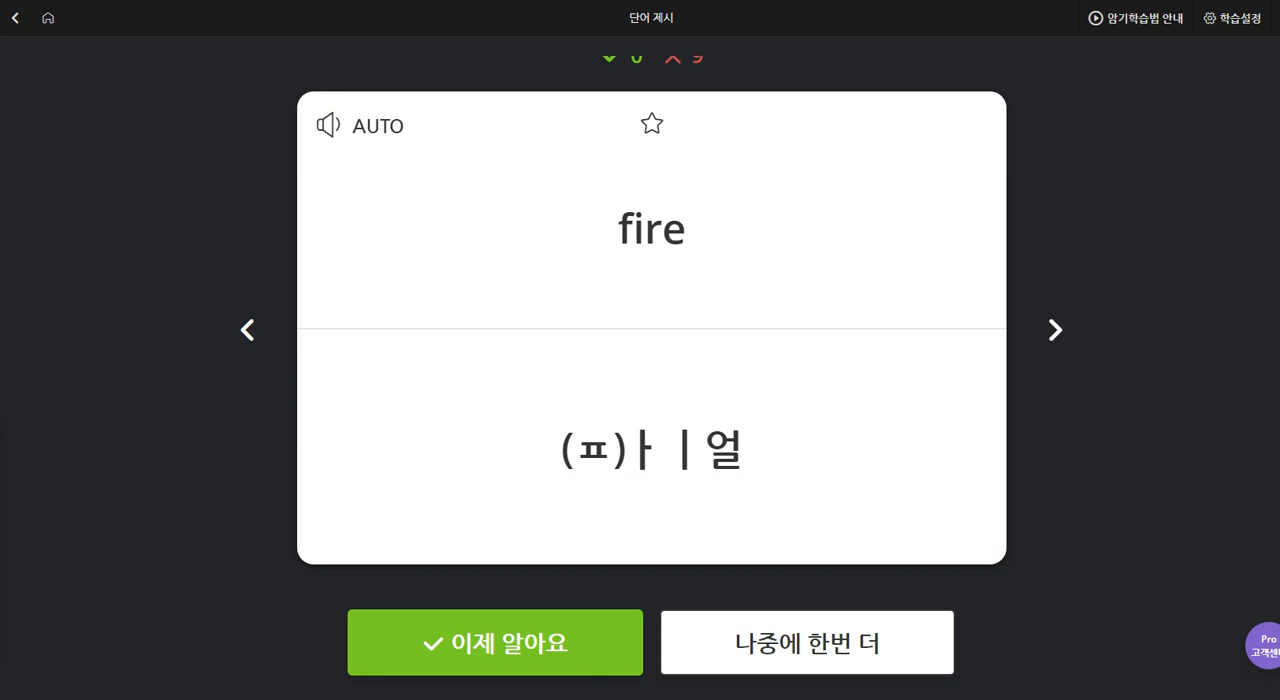 단어 제시
암기학습법 안내
학습설정
AUTO
fire
(ㅍ)ㅏ ㅣ얼
이제 알아요
나중에 한번 더
Pro